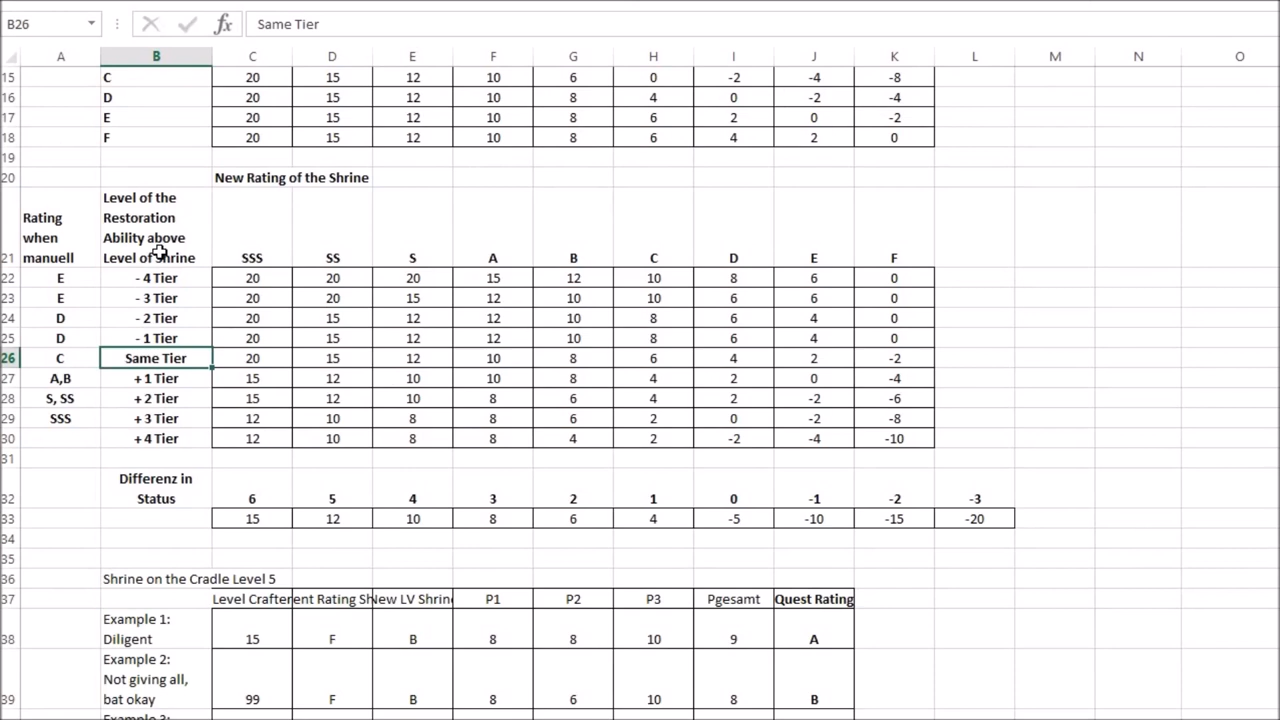 B26 fx Same Tier
A B C D E F G H I J K L M N O
15 C 20 15 12 10 6 0 -2 -4 -8
16 D 20 15 12 10 8 4 0 -2 -4
17 E 20 15 12 10 8 6 2 0 -2
18 F 20 15 12 10 8 6 4 2 0
19
20 New Rating of the Shrine
Level of the
Rating Restoration
when Ability above
21 manuell Level of Shrine SSS SS S A B C D E F
22 E - 4 Tier 20 20 20 15 12 10 8 6 0
23 E - 3 Tier 20 20 15 12 10 10 6 6 0
24 D - 2 Tier 20 15 12 12 10 8 6 4 0
25 D - 1 Tier 20 15 12 12 10 8 6 4 0
26 C Same Tier 20 15 12 10 8 6 4 2 -2
27 A,B + 1 Tier 15 12 10 10 8 4 2 0 -4
28 S, SS + 2 Tier 15 12 10 8 6 4 2 -2 -6
29 SSS + 3 Tier 12 10 8 8 6 2 0 -2 -8
30 + 4 Tier 12 10 8 8 4 2 -2 -4 -10
31
Differenz in
32 Status 6 5 4 3 2 1 0 -1 -2 -3
33 15 12 10 8 6 4 -5 -10 -15 -20
34
35
36 Shrine on the Cradle Level 5
37 Level Crafter ent Rating Sh New LV Shrine P1 P2 P3 Pgesamt Quest Rating
Example 1:
38 Diligent 15 F B 8 8 10 9 A
Example 2:
Not giving all,
39 bat okay 99 F B 8 6 10 8 B